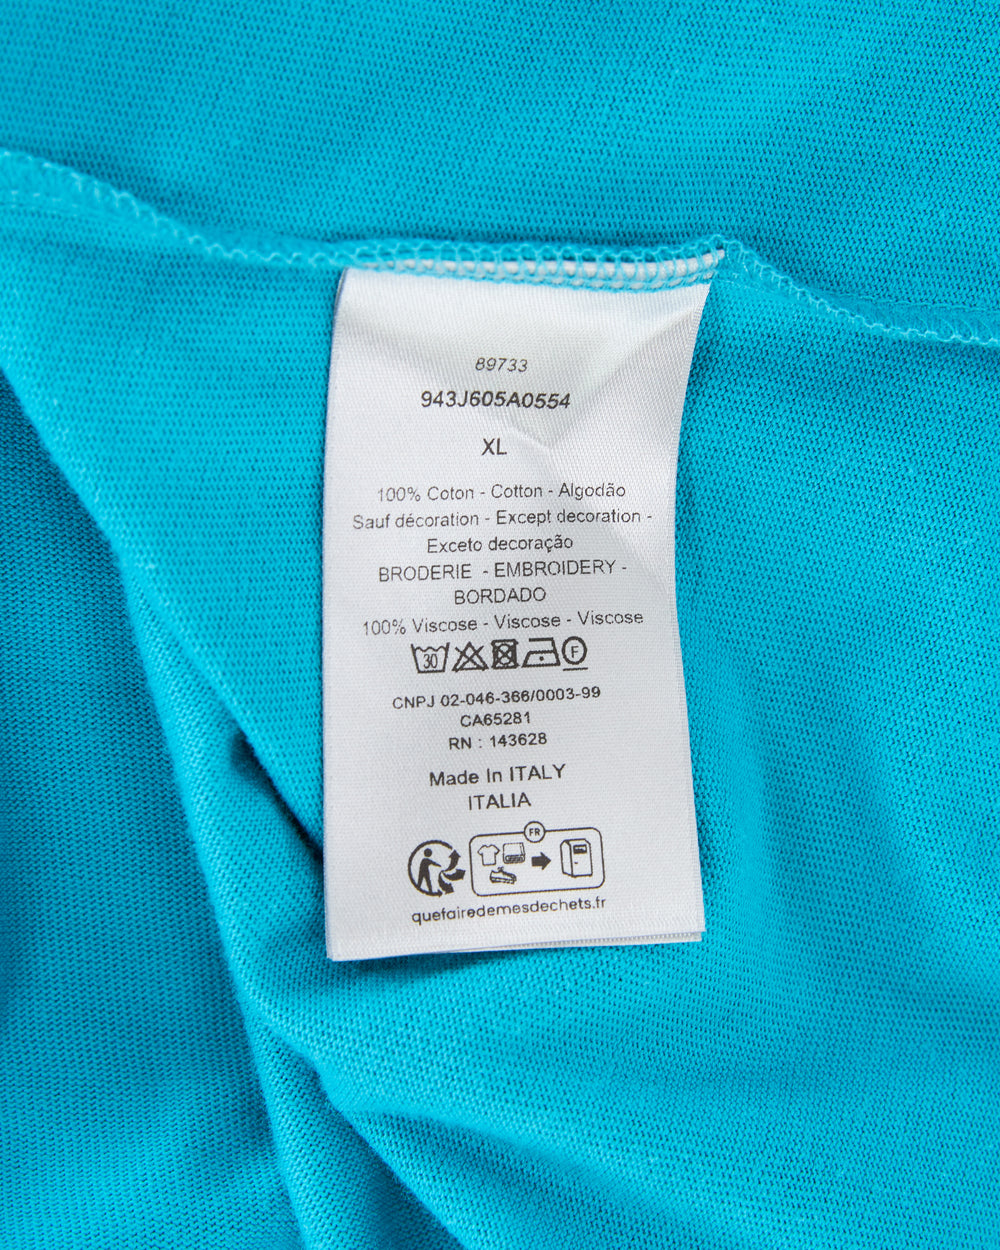 89733
943J605A0554
XL
100% Coton - Cotton - Algodão
Sauf décoration - Except decoration -
Exceto decoração
BRODERIE - EMBROIDERY -
BORDADO
100% Viscose - Viscose - Viscose
30 F
CNPJ 02-046-366/0003-99
CA65281
RN : 143628
Made In ITALY
ITALIA
FR
quefairedemesdechets.fr